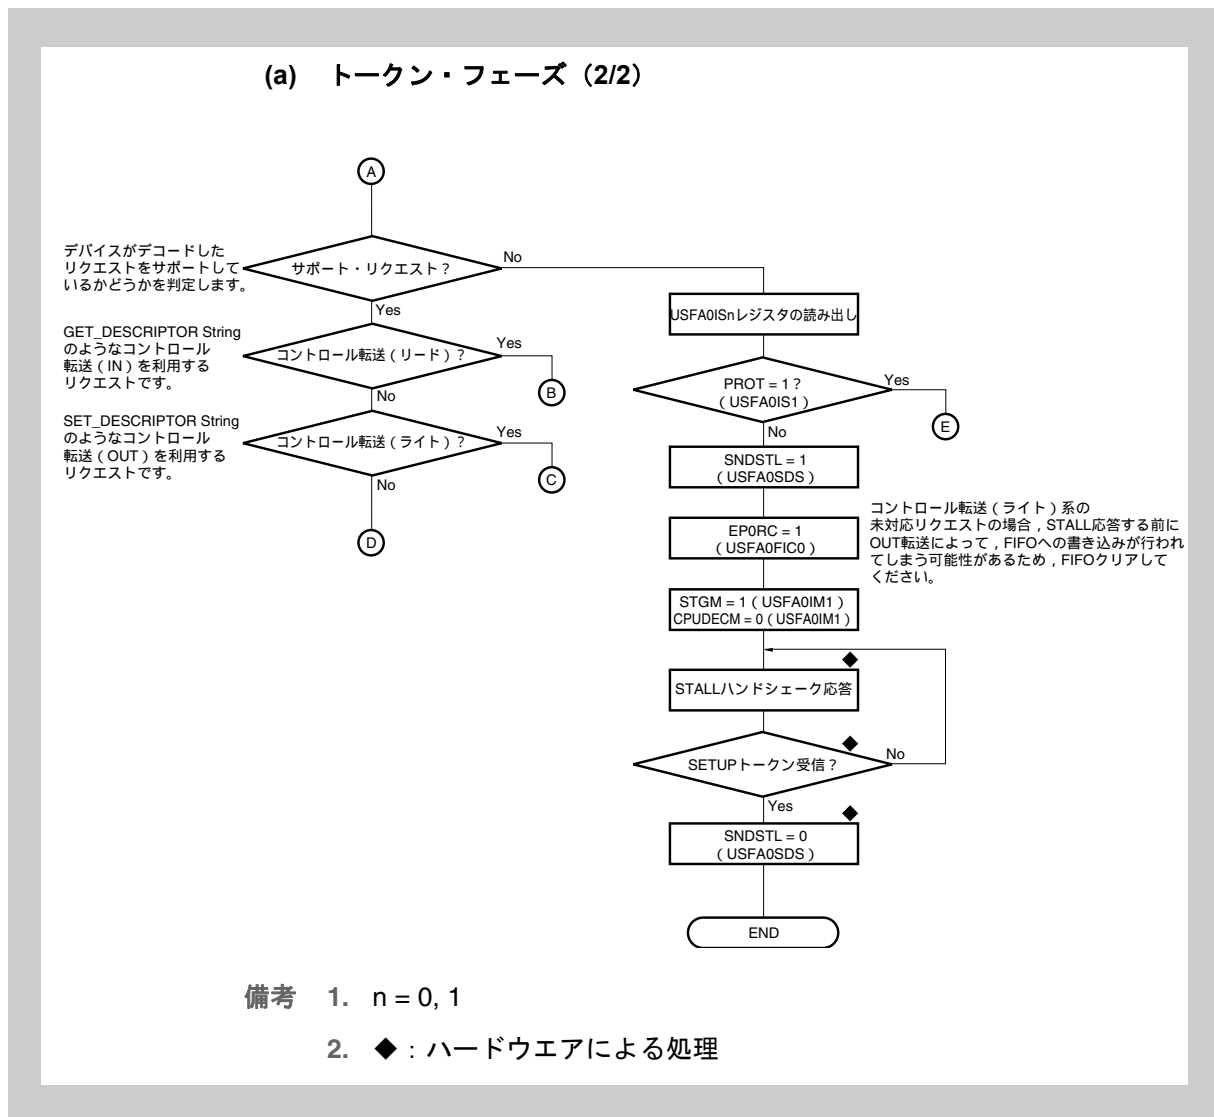 (a) トークン・フェーズ（2/2）
A
デバイスがデコードした
リクエストをサポートして
いるかどうかを判定します。
サポート・リクエスト？
No
Yes
GET_DESCRIPTOR String
のようなコントロール
転送（IN）を利用する
リクエストです。
コントロール転送（リード）？
Yes
B
No
SET_DESCRIPTOR String
のようなコントロール
転送（OUT）を利用する
リクエストです。
コントロール転送（ライト）？
Yes
C
No
D
USFA0ISnレジスタの読み出し
PROT = 1？
（USFA0IS1）
Yes
E
No
SNDSTL = 1
（USFA0SDS）
EP0RC = 1
（USFA0FIC0）
コントロール転送（ライト）系の
未対応リクエストの場合，STALL応答する前に
OUT転送によって，FIFOへの書き込みが行われ
てしまう可能性があるため，FIFOクリアして
ください。
STGM = 1（USFA0IM1）
CPUDECM = 0（USFA0IM1）
◆
STALLハンドシェーク応答
◆
SETUPトークン受信？
No
Yes
◆
SNDSTL = 0
（USFA0SDS）
END
備考 1. n = 0, 1
2. ◆：ハードウエアによる処理